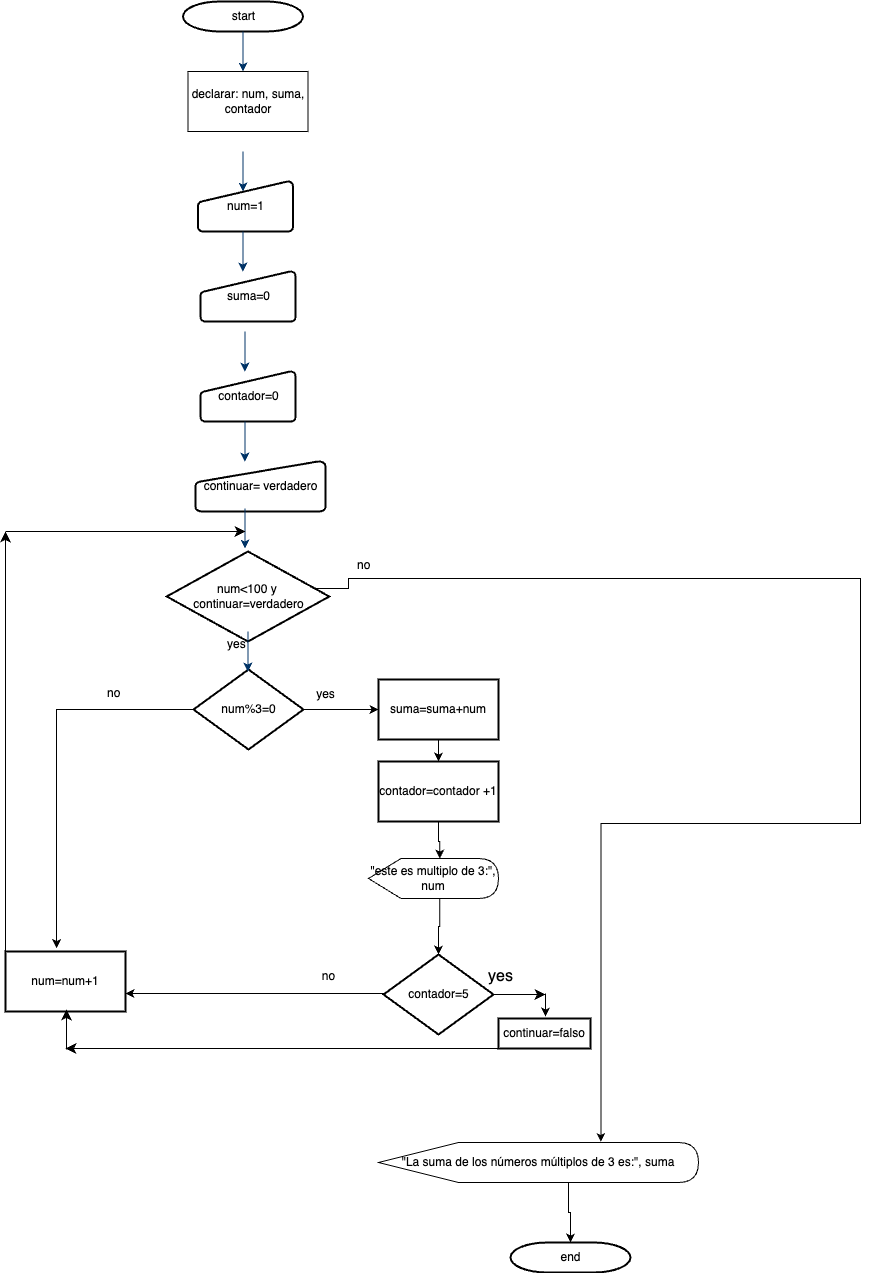 start
declarar: num, suma,
contador
num=1
suma=0
contador=0
continuar= verdadero
no
num<100 y
continuar=verdadero
yes
no
yes
num%3=0
suma=suma+num
contador=contador +1
"este es multiplo de 3:",
num
num=num+1
no
contador=5
yes
continuar=falso
"La suma de los números múltiplos de 3 es:", suma
end